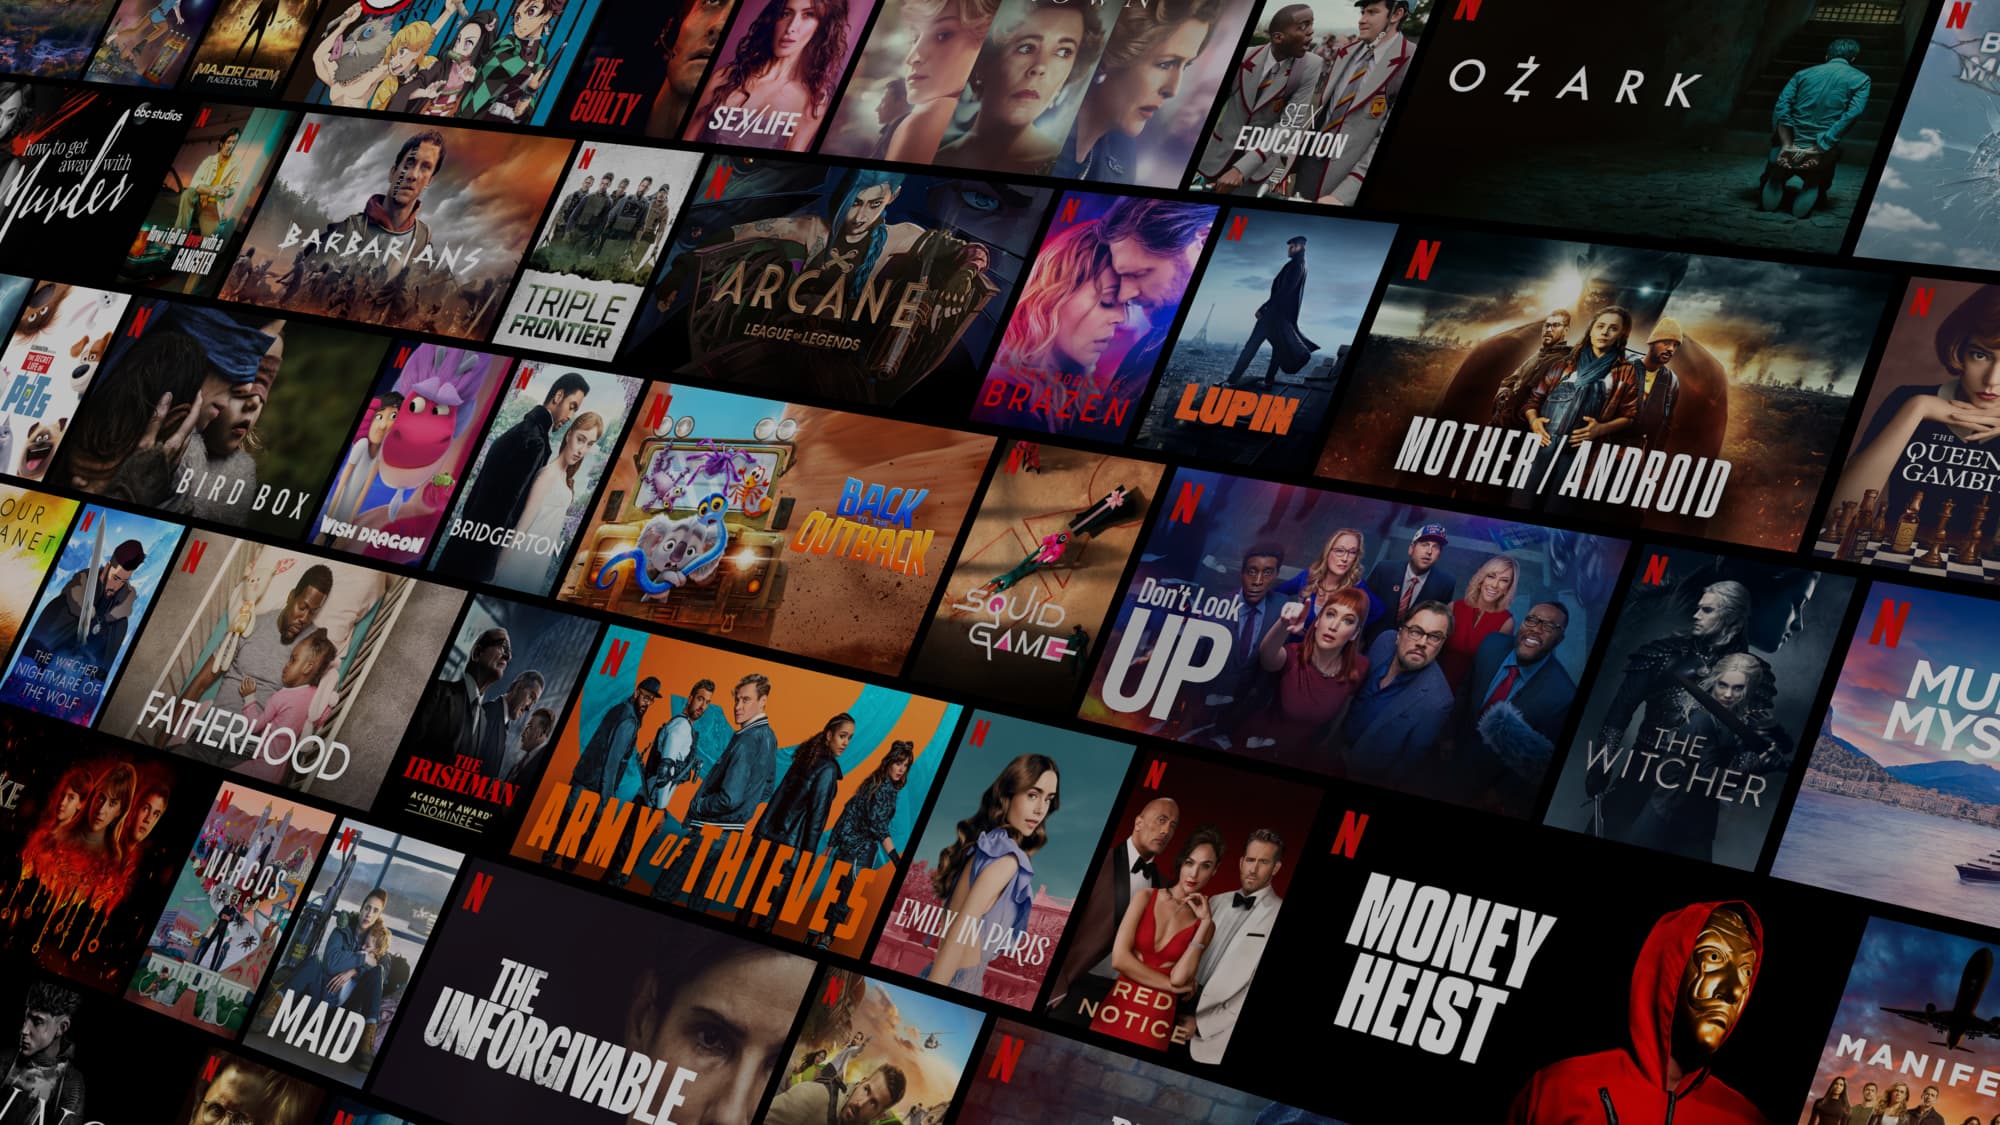 MAJOR GROM
PLAGUE DOCTOR
THE
GUILTY
SEX/LIFE
SEX
EDUCATION
OZARK
abc studios
how to get
away with
Murder
How i fell in love with a
GANGSTER
BARBARIANS
TRIPLE
FRONTIER
ARCANE
LEAGUE OF LEGENDS
BRAZEN
LUPIN
MOTHER / ANDROID
THE
QUEEN
GAMBIT
THE SECRET
LIFE OF
PETS
BIRD BOX
WISH DRAGON
BRIDGERTON
BACK
TO THE
OUTBACK
SQUID
GAME
Don't Look
UP
THE
WITCHER
MU
MYS
OUR
ANET
THE WITCHER
NIGHTMARE OF
THE WOLF
FATHERHOOD
THE
IRISHMAN
ACADEMY AWARD
NOMINEE
ARMY OF THIEVES
EMILY IN PARIS
RED
NOTICE
MONEY
HEIST
MANIFE
KE
NARCOS
MEXICO
MAID
THE
UNFORGIVABLE